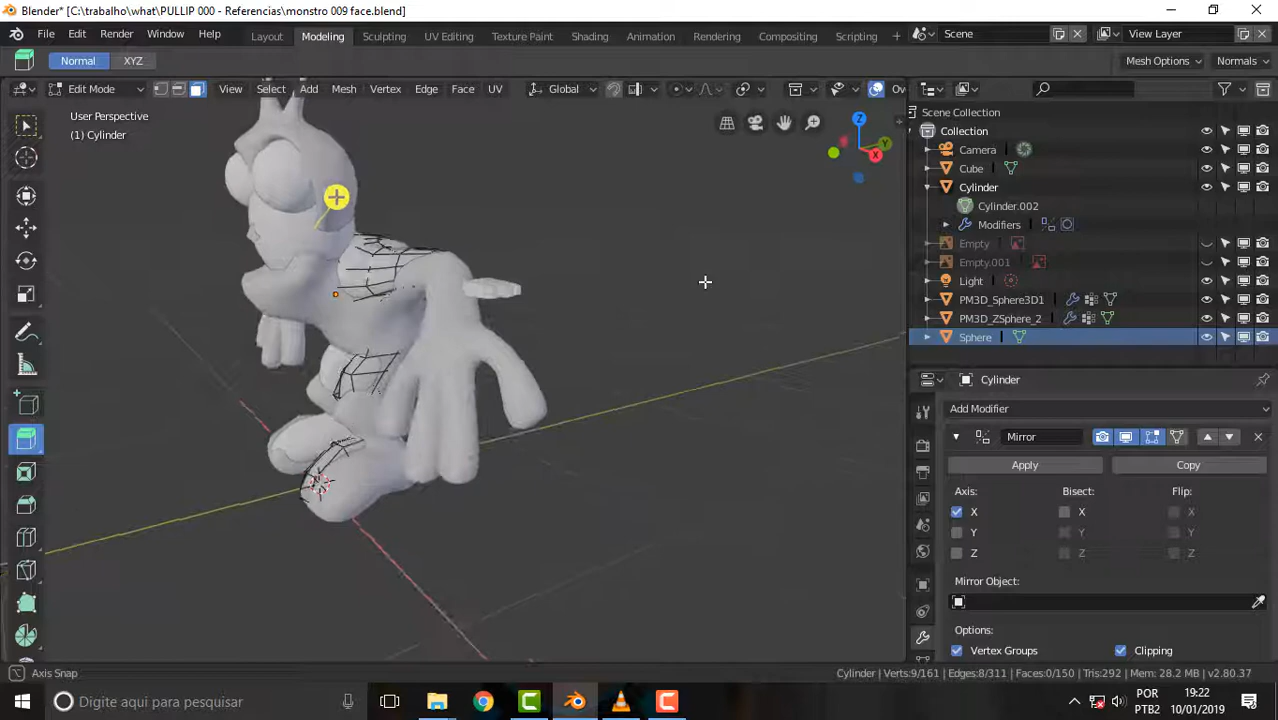 Blender* [C:\trabalho\what\PULLIP 000 - Referencias\monstro 009 face.blend]
File Edit Render Window Help Layout Modeling Sculpting UV Editing Texture Paint Shading Animation Rendering Compositing Scripting Scene View Layer
Normal XYZ Mesh Options Normals
Edit Mode View Select Add Mesh Vertex Edge Face UV Global Ov
User Perspective
(1) Cylinder
Z
Y
X
Scene Collection
Collection
Camera
Cube
Cylinder
Cylinder.002
Modifiers
Empty
Empty.001
Light
PM3D_Sphere3D1
PM3D_ZSphere_2
Sphere
Cylinder
Add Modifier
Mirror
Apply Copy
Axis: Bisect: Flip:
X X X
Y Y Y
Z Z Z
Mirror Object:
Options:
Vertex Groups Clipping
Axis Snap Cylinder | Verts:9/161 | Edges:8/311 | Faces:0/150 | Tris:292 | Mem: 28.2 MB | v2.80.37
Digite aqui para pesquisar
POR
PTB2
19:22
10/01/2019